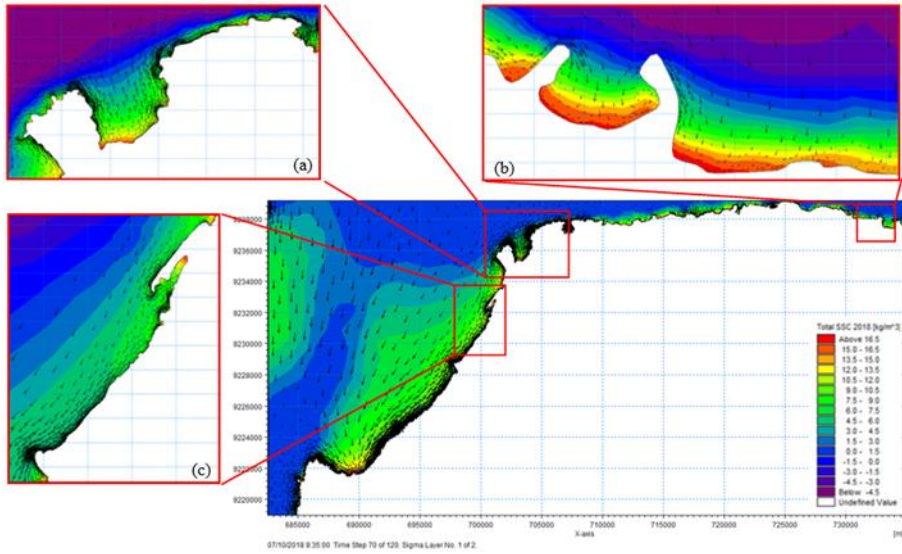 (a)
(b)
(c)
9238000
9236000
9234000
9232000
9230000
9228000
9226000
9224000
9222000
9220000
685000 690000 695000 700000 705000 710000 715000 720000 725000 730000
X-axis [m]
Total SSC 2018 [kg/m^3]
Above 16.5
15.0 - 16.5
13.5 - 15.0
12.0 - 13.5
10.5 - 12.0
9.0 - 10.5
7.5 - 9.0
6.0 - 7.5
4.5 - 6.0
3.0 - 4.5
1.5 - 3.0
0.0 - 1.5
-1.5 - 0.0
-3.0 - -1.5
-4.5 - -3.0
Below -4.5
Undefined Value
07/10/2018 9:35:00 Time Step 70 of 120. Sigma Layer No. 1 of 2.